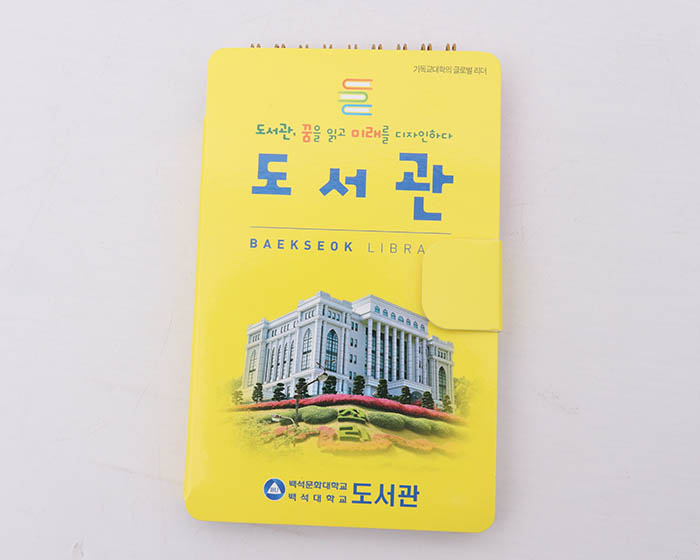 기독교대학의 글로벌 리더
도서관, 꿈을 읽고 미래를 디자인하다
도서관
BAEKSEOK LIBRA
백석문화대학교
백석대학교 도서관